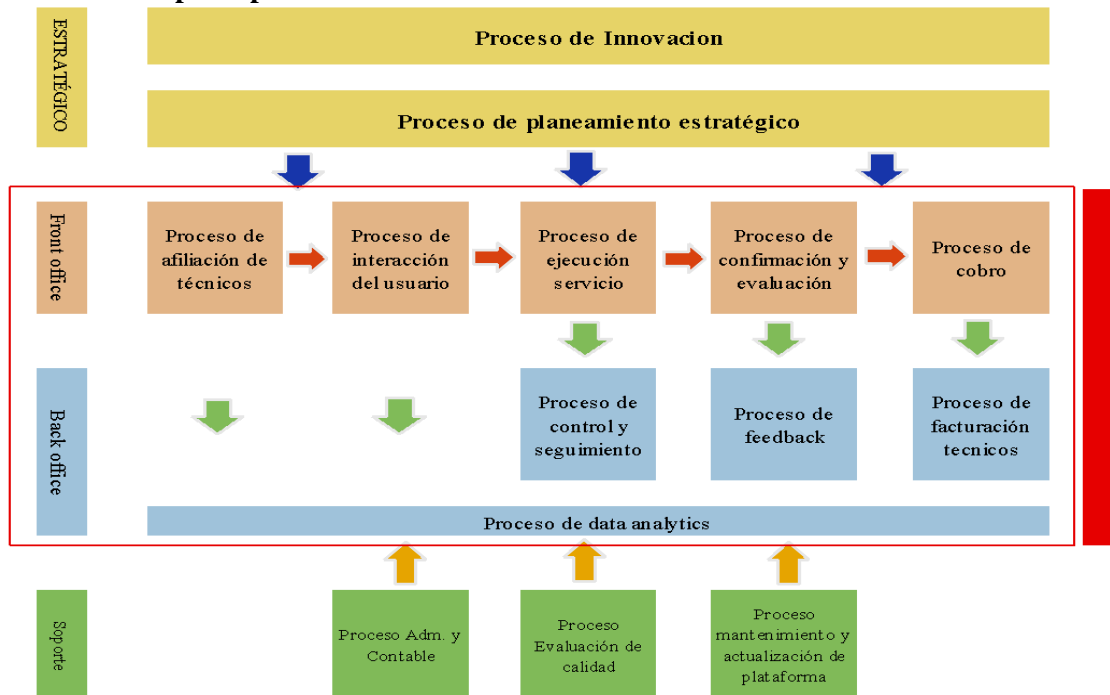 ESTRATÉGICO
Proceso de Innovacion
Proceso de planeamiento estratégico
Front office
Proceso de
afiliación de
técnicos
Proceso de
interacción
del usuario
Proceso de
ejecución
servicio
Proceso de
confirmación y
evaluación
Proceso de
cobro
Back office
Proceso de
control y
seguimiento
Proceso de
feedback
Proceso de
facturación
tecnicos
Proceso de data analytics
Soporte
Proceso Adm. y
Contable
Proceso
Evaluación de
calidad
Proceso
mantenimiento y
actualización de
plataforma